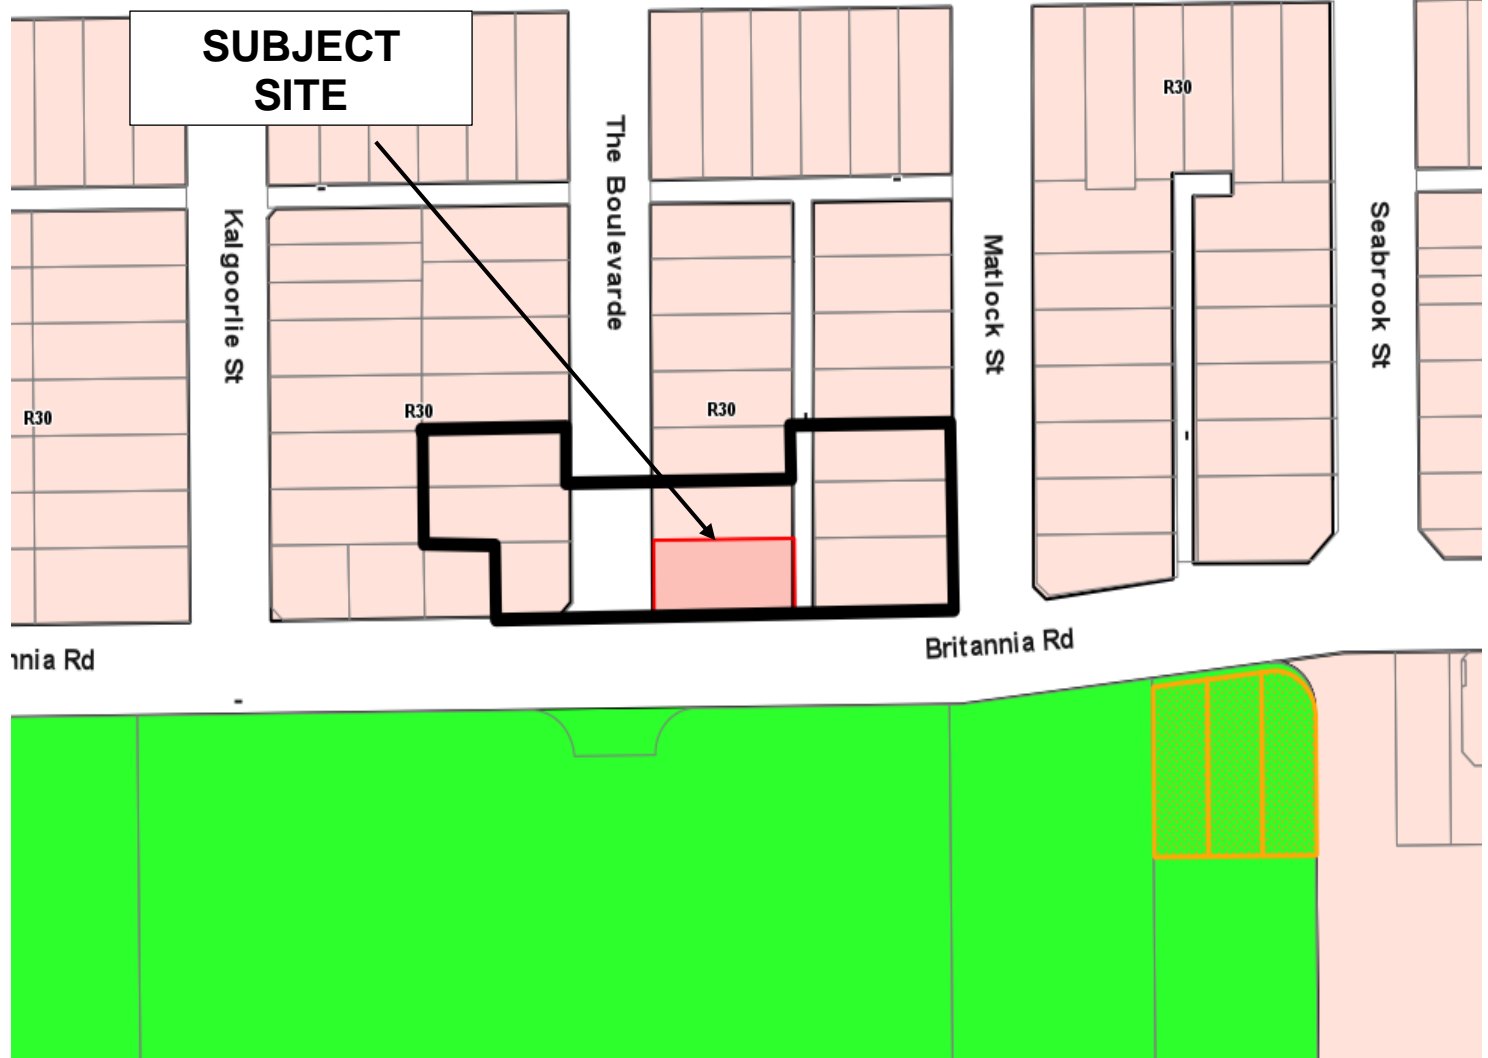 SUBJECT
SITE
R30
The Boulevarde
Kalgoorlie St
Matlock St
Seabrook St
R30
R30
R30
Britannia Rd
nnia Rd